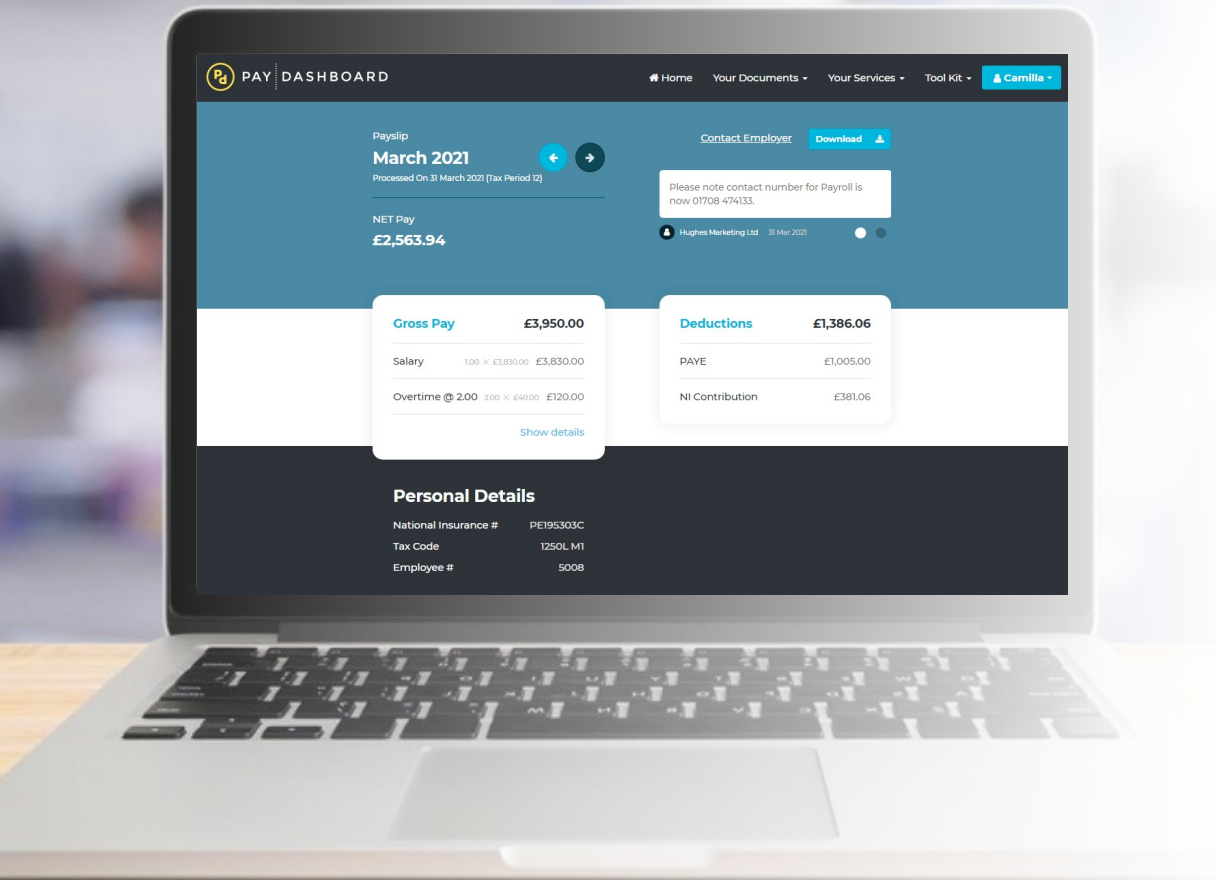 Pd PAY DASHBOARD
Home Your Documents Your Services Tool Kit Camilla
Payslip
March 2021
Processed On 31 March 2021 (Tax Period 12)
NET Pay
£2,563.94
Contact Employer Download
Please note contact number for Payroll is
now 01708 474133.
Hughes Marketing Ltd 31 Mar 2021
Gross Pay £3,950.00
Salary 1.00 × £3,830.00 £3,830.00
Overtime @ 2.00 3.00 × £40.00 £120.00
Show details
Deductions £1,386.06
PAYE £1,005.00
NI Contribution £381.06
Personal Details
National Insurance # PE195303C
Tax Code 1250L M1
Employee # 5008